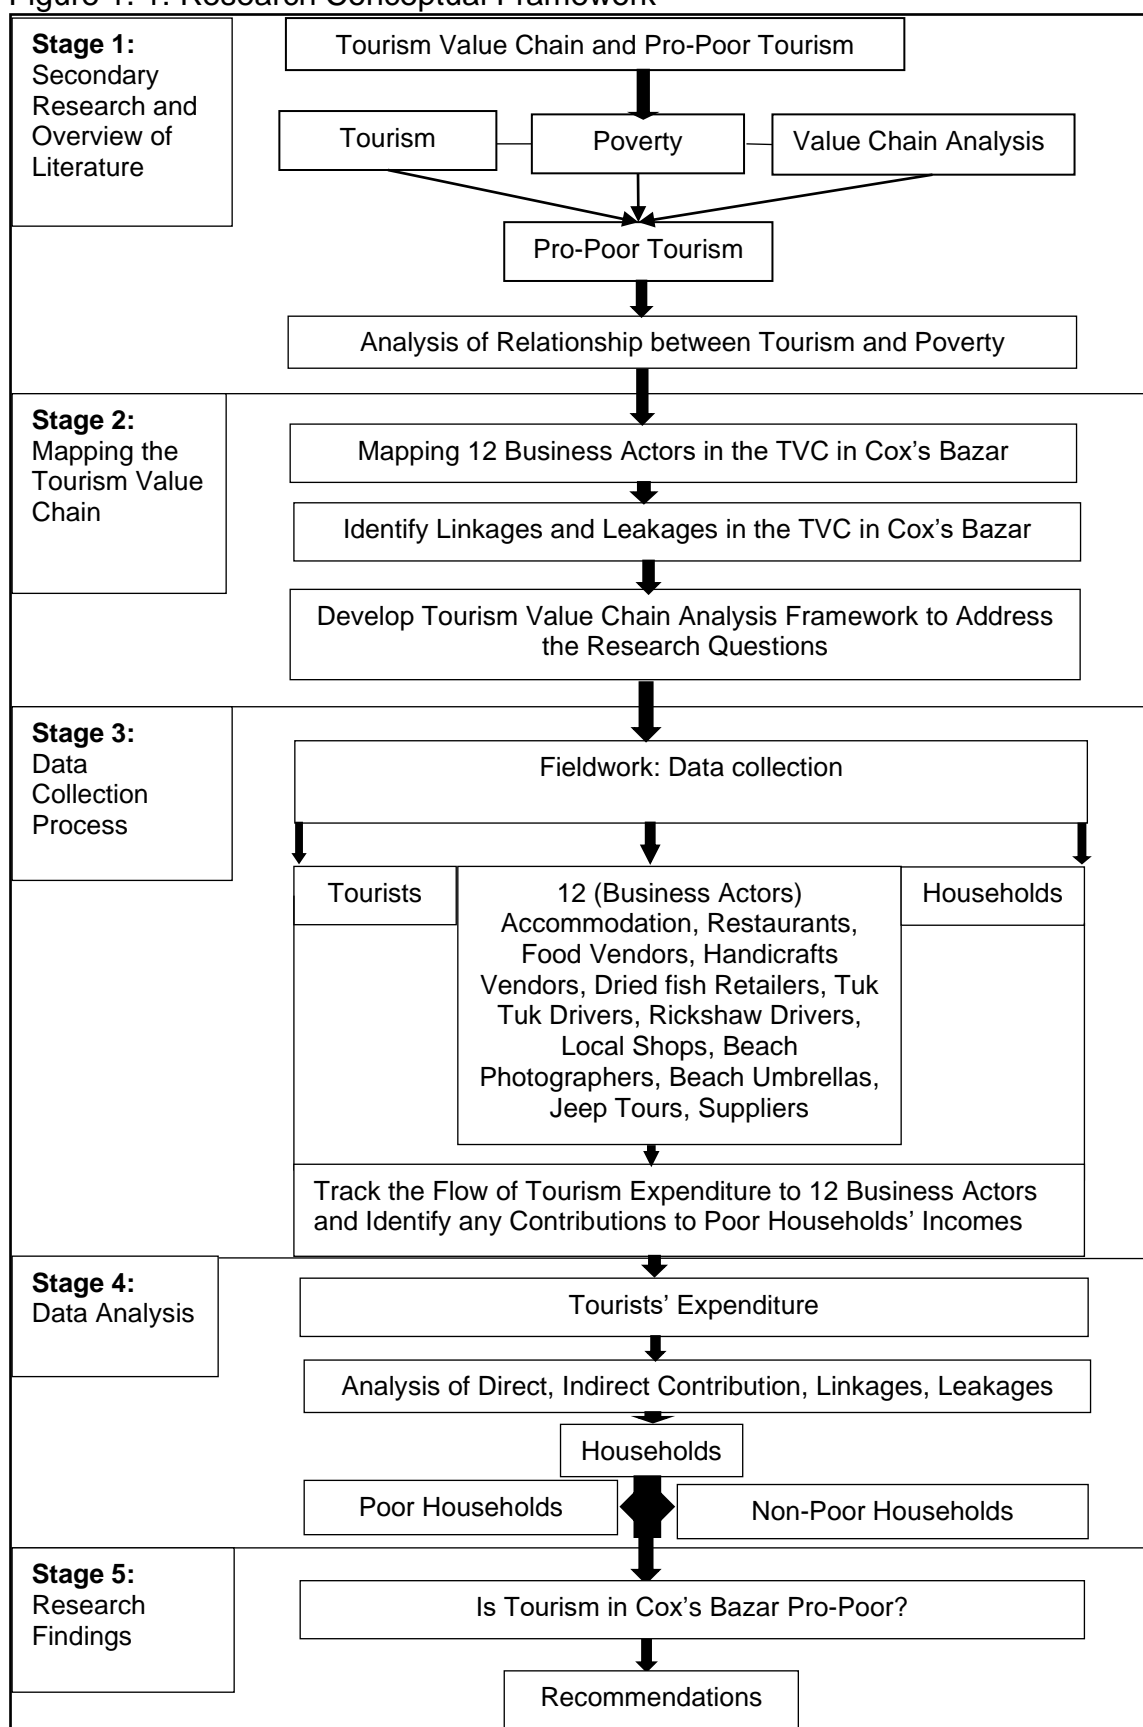 Figure 1. 1: Research Conceptual Framework
Stage 1:
Secondary
Research and
Overview of
Literature
Tourism Value Chain and Pro-Poor Tourism
Tourism
Poverty
Value Chain Analysis
Pro-Poor Tourism
Analysis of Relationship between Tourism and Poverty
Stage 2:
Mapping the
Tourism Value
Chain
Mapping 12 Business Actors in the TVC in Cox’s Bazar
Identify Linkages and Leakages in the TVC in Cox’s Bazar
Develop Tourism Value Chain Analysis Framework to Address
the Research Questions
Stage 3:
Data
Collection
Process
Fieldwork: Data collection
Tourists
12 (Business Actors)
Accommodation, Restaurants,
Food Vendors, Handicrafts
Vendors, Dried fish Retailers, Tuk
Tuk Drivers, Rickshaw Drivers,
Local Shops, Beach
Photographers, Beach Umbrellas,
Jeep Tours, Suppliers
Households
Track the Flow of Tourism Expenditure to 12 Business Actors
and Identify any Contributions to Poor Households’ Incomes
Stage 4:
Data Analysis
Tourists’ Expenditure
Analysis of Direct, Indirect Contribution, Linkages, Leakages
Households
Poor Households
Non-Poor Households
Stage 5:
Research
Findings
Is Tourism in Cox’s Bazar Pro-Poor?
Recommendations